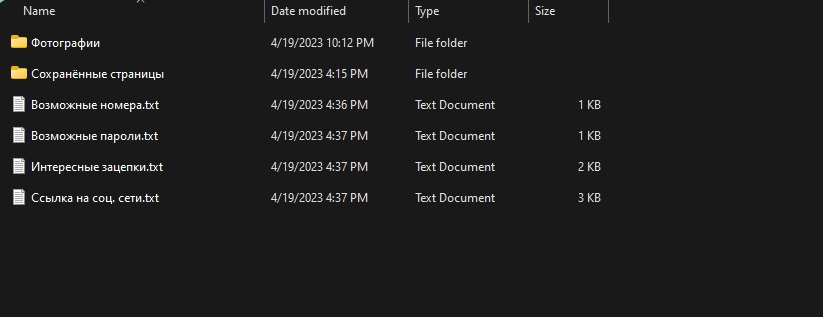 Name Date modified Type Size
Фотографии 4/19/2023 10:12 PM File folder
Сохранённые страницы 4/19/2023 4:15 PM File folder
Возможные номера.txt 4/19/2023 4:36 PM Text Document 1 KB
Возможные пароли.txt 4/19/2023 4:37 PM Text Document 1 KB
Интересные зацепки.txt 4/19/2023 4:37 PM Text Document 2 KB
Ссылка на соц. сети.txt 4/19/2023 4:37 PM Text Document 3 KB